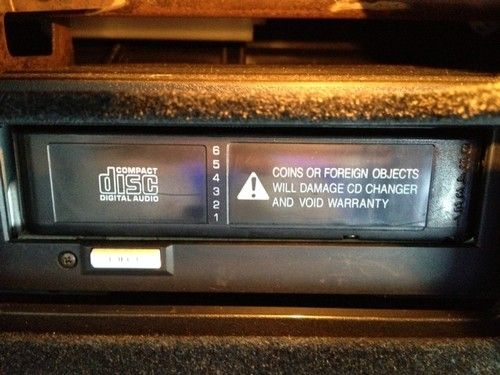 COMPACT
disc
DIGITAL AUDIO
6
5
4
3
2
1
COINS OR FOREIGN OBJECTS
WILL DAMAGE CD CHANGER
AND VOID WARRANTY